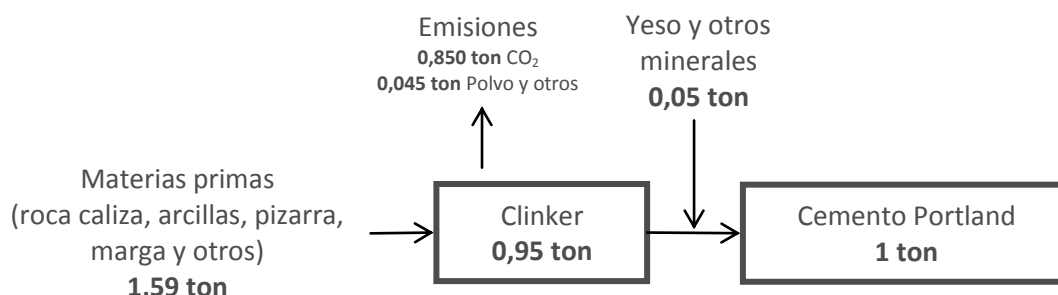 Emisiones
0,850 ton CO₂
0,045 ton Polvo y otros
Yeso y otros
minerales
0,05 ton
Materias primas
(roca caliza, arcillas, pizarra,
marga y otros)
1,59 ton
Clinker
0,95 ton
Cemento Portland
1 ton